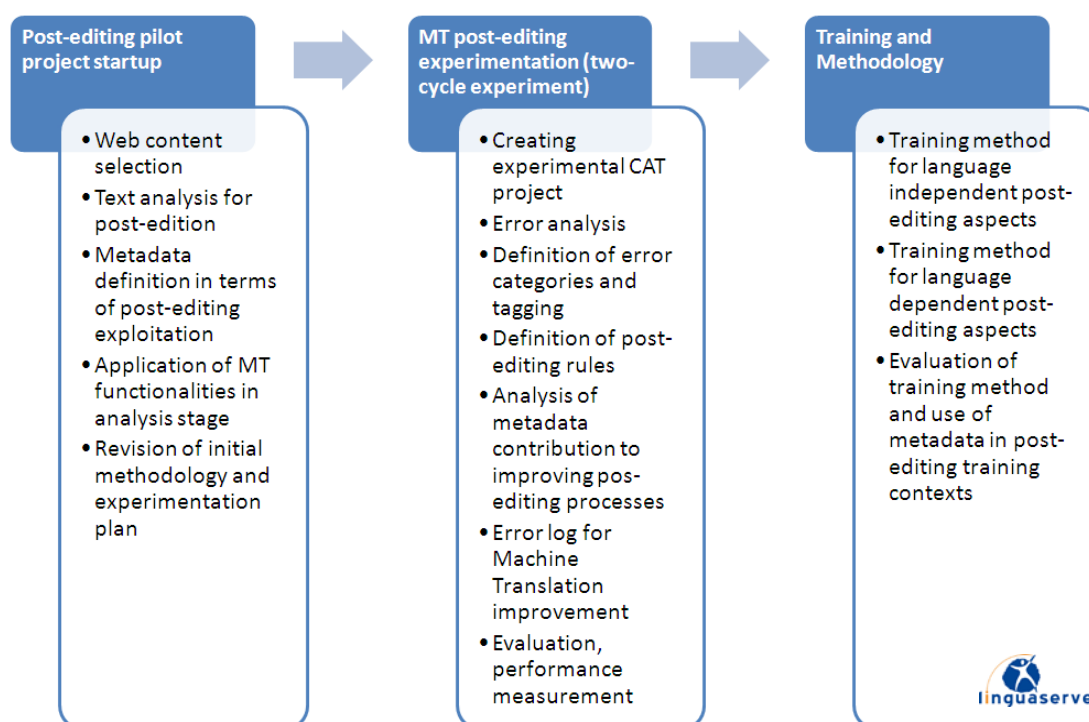 Post-editing pilot
project startup
• Web content
selection
• Text analysis for
post-edition
• Metadata
definition in terms
of post-editing
exploitation
• Application of MT
functionalities in
analysis stage
• Revision of initial
methodology and
experimentation
plan
MT post-editing
experimentation (two-
cycle experiment)
• Creating
experimental CAT
project
• Error analysis
• Definition of error
categories and
tagging
• Definition of post-
editing rules
• Analysis of
metadata
contribution to
improving pos-
editing processes
• Error log for
Machine
Translation
improvement
• Evaluation,
performance
measurement
Training and
Methodology
• Training method
for language
independent post-
editing aspects
• Training method
for language
dependent post-
editing aspects
• Evaluation of
training method
and use of
metadata in post-
editing training
contexts
linguaserve